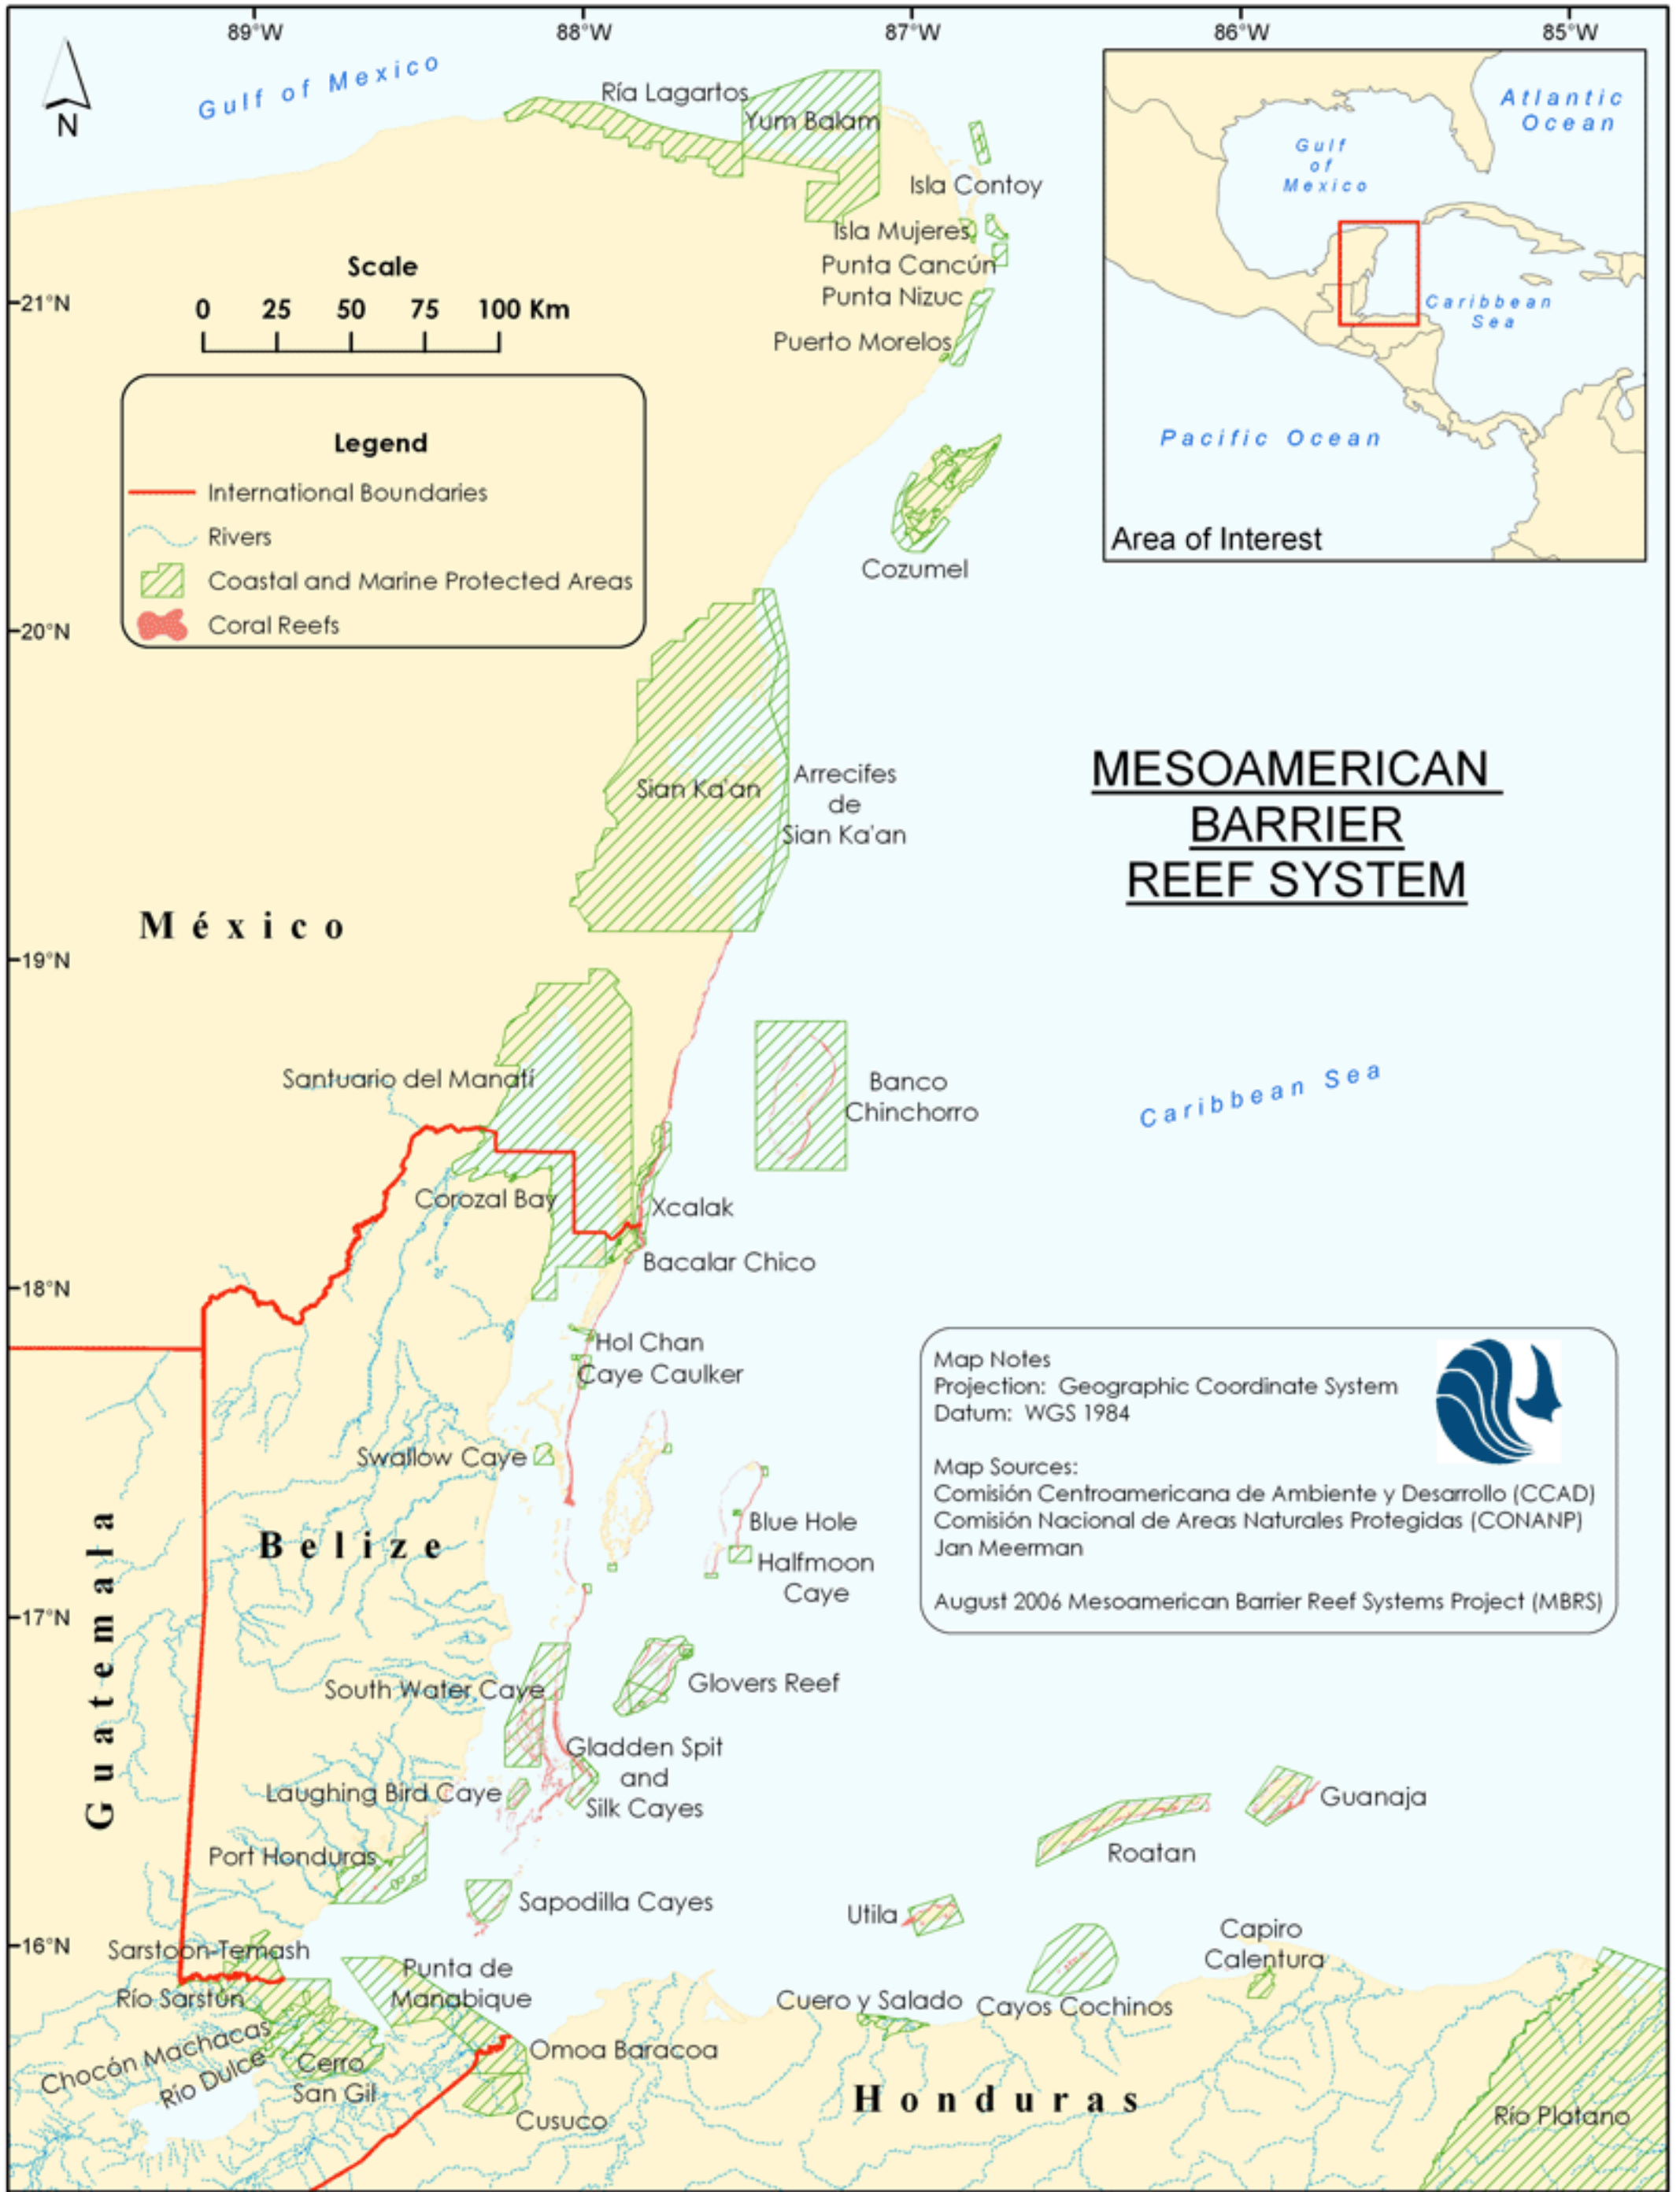 89°W
88°W
87°W
86°W
85°W
N
Gulf of Mexico
Ría Lagartos
Yum Balam
Isla Contoy
Isla Mujeres
Punta Cancún
Punta Nizuc
Puerto Morelos
Atlantic
Ocean
Gulf
of
Mexico
Caribbean
Sea
Pacific Ocean
Area of Interest
Scale
0 25 50 75 100 Km
21°N
Legend
International Boundaries
Rivers
Coastal and Marine Protected Areas
Coral Reefs
Cozumel
20°N
Sian Ka'an
Arrecifes
de
Sian Ka'an
MESOAMERICAN
BARRIER
REEF SYSTEM
México
19°N
Santuario del Manatí
Banco
Chinchorro
Caribbean Sea
Corozal Bay
Xcalak
Bacalar Chico
18°N
Hol Chan
Caye Caulker
Swallow Caye
Blue Hole
Halfmoon
Caye
Belize
Guatemala
17°N
Map Notes
Projection: Geographic Coordinate System
Datum: WGS 1984
Map Sources:
Comisión Centroamericana de Ambiente y Desarrollo (CCAD)
Comisión Nacional de Areas Naturales Protegidas (CONANP)
Jan Meerman
August 2006 Mesoamerican Barrier Reef Systems Project (MBRS)
South Water Caye
Glovers Reef
Gladden Spit
and
Silk Cayes
Laughing Bird Caye
Guanaja
Roatan
Port Honduras
Sapodilla Cayes
Utila
Capiro
Calentura
16°N
Sarstoon-Temash
Punta de
Manabique
Río Sarstún
Cuero y Salado
Cayos Cochinos
Chocón Machacas
Río Dulce
Cerro
San Gil
Omoa Baracoa
Cusuco
Honduras
Río Platano